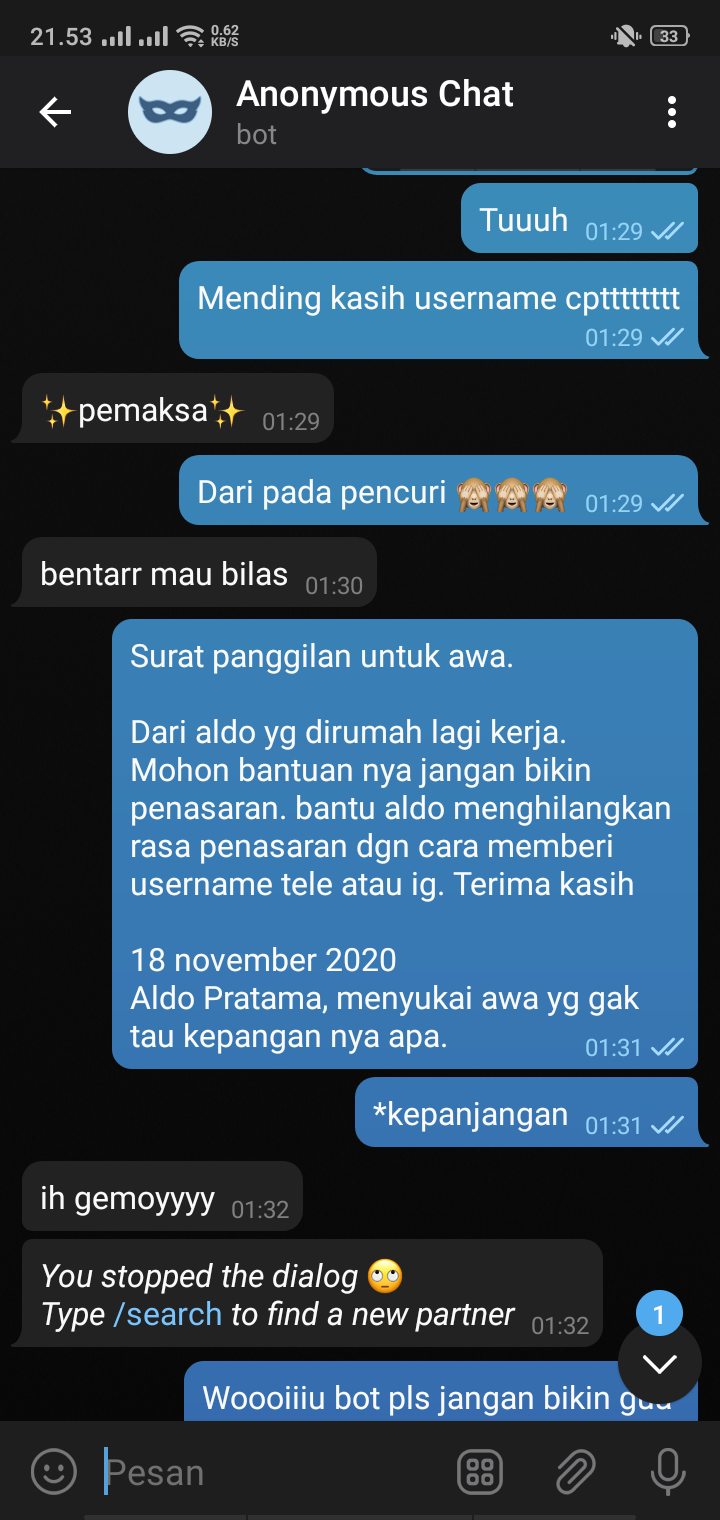 21.53 0.62 KB/S 33
Anonymous Chat
bot
Tuuuh 01:29
Mending kasih username cptttttttt
01:29
✨pemaksa✨ 01:29
Dari pada pencuri 🙈🙈🙈 01:29
bentarr mau bilas 01:30
Surat panggilan untuk awa.
Dari aldo yg dirumah lagi kerja.
Mohon bantuan nya jangan bikin
penasaran. bantu aldo menghilangkan
rasa penasaran dgn cara memberi
username tele atau ig. Terima kasih
18 november 2020
Aldo Pratama, menyukai awa yg gak
tau kepangan nya apa. 01:31
*kepanjangan 01:31
ih gemoyyyy 01:32
You stopped the dialog 🙄
Type /search to find a new partner 01:32
1
Woooiiiu bot pls jangan bikin
Pesan